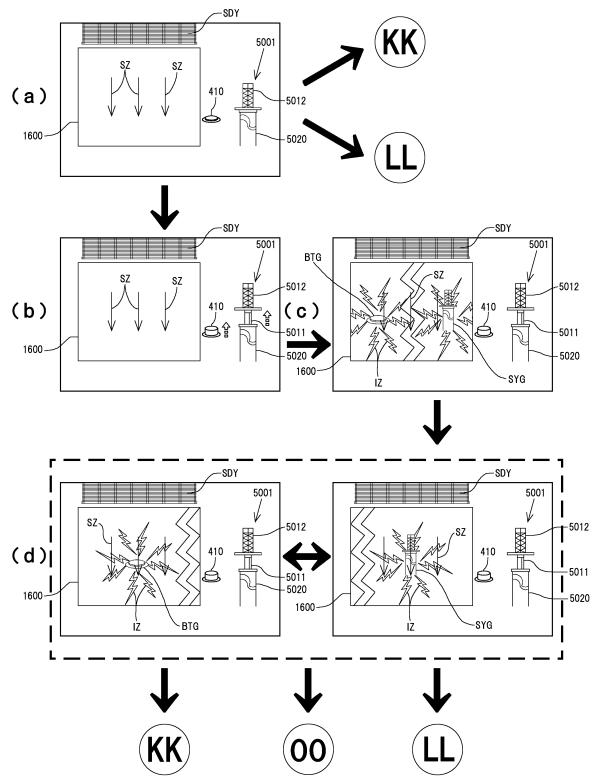 SDY
5001
SZ
SZ
410
5012
(a)
5020
1600
KK
LL
SDY
5001
SZ
SZ
410
5012
(b)
5011
5020
1600
SDY
5001
BTG
SZ
410
5012
(c)
5011
5020
1600
IZ
SYG
SDY
5001
SZ
410
5012
(d)
5011
5020
1600
IZ
BTG
SDY
5001
SZ
410
5012
5011
5020
1600
IZ
SYG
KK
OO
LL